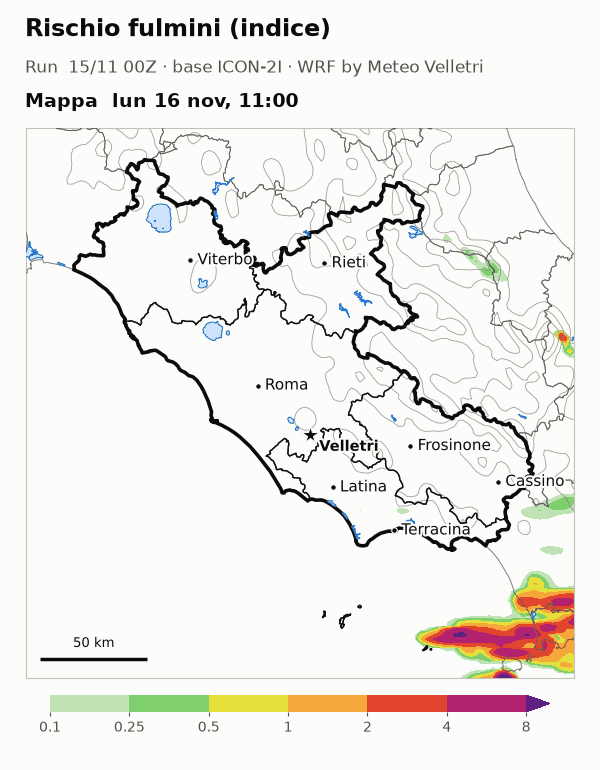 Rischio fulmini (indice)
Run  15/11 00Z · base ICON-2I · WRF by Meteo Velletri
Mappa  lun 16 nov, 11:00
Viterbo
Rieti
Roma
Velletri
Frosinone
Latina
Cassino
Terracina
50 km
0.1 0.25 0.5 1 2 4 8